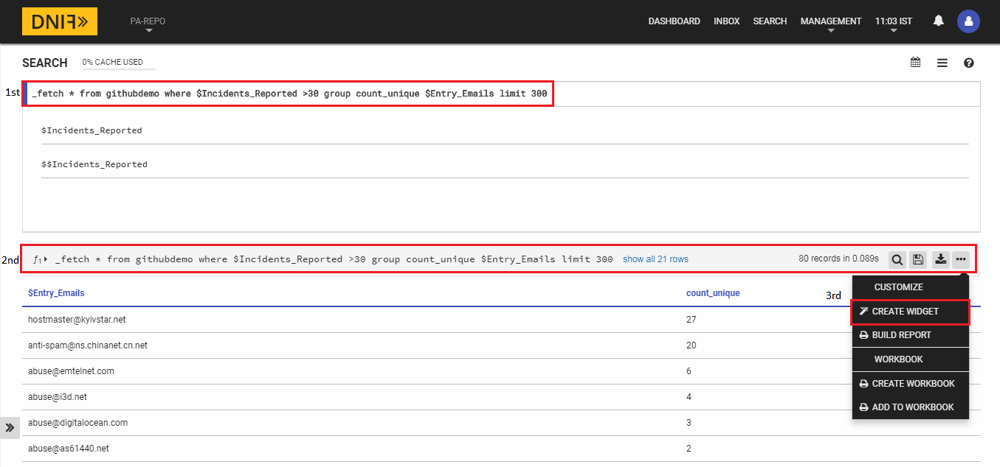 DNIF»
PA-REPO
DASHBOARD INBOX SEARCH MANAGEMENT 11:03 IST
SEARCH 0% CACHE USED
1st _fetch * from githubdemo where $Incidents_Reported >30 group count_unique $Entry_Emails limit 300
$Incidents_Reported
$$Incidents_Reported
2nd ƒ1 _fetch * from githubdemo where $Incidents_Reported >30 group count_unique $Entry_Emails limit 300 show all 21 rows 80 records in 0.089s
CUSTOMIZE
$Entry_Emails count_unique 3rd
CREATE WIDGET
hostmaster@kyivstar.net 27
BUILD REPORT
anti-spam@ns.chinanet.cn.net 20
WORKBOOK
abuse@emtelnet.com 6
CREATE WORKBOOK
abuse@i3d.net 4
ADD TO WORKBOOK
abuse@digitalocean.com 3
abuse@as61440.net 2